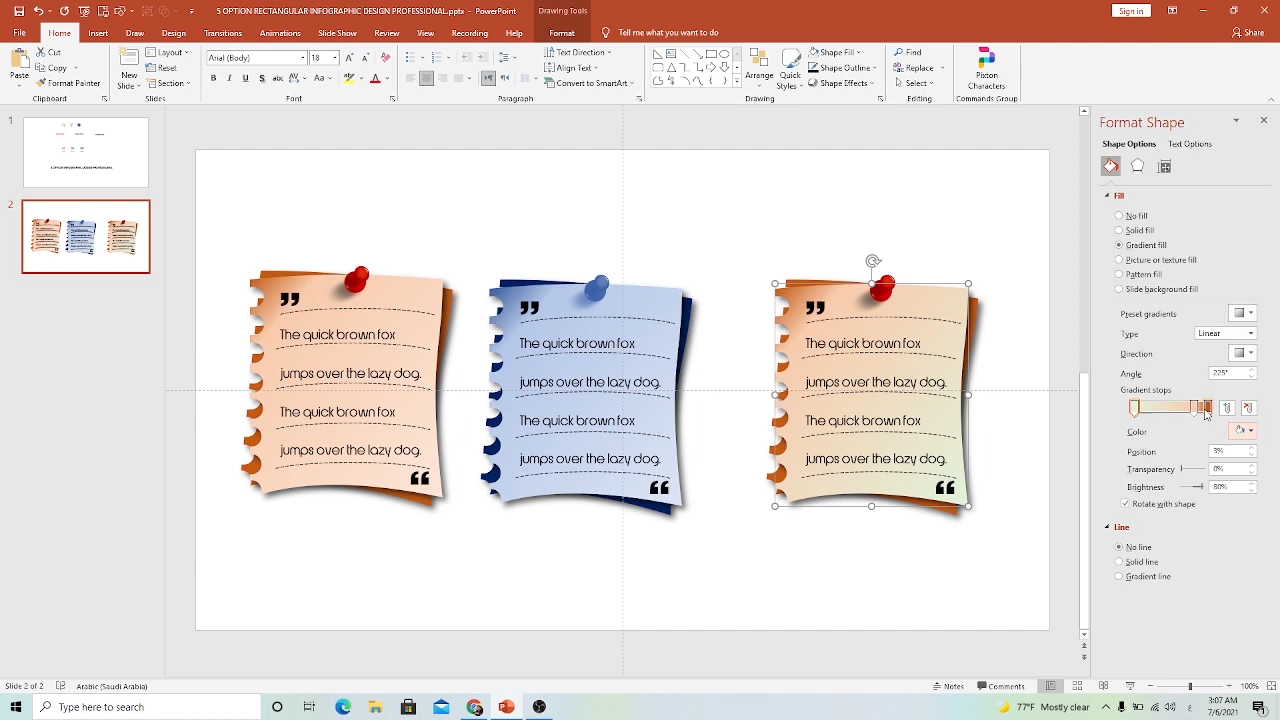 5 OPTION RECTANGULAR INFOGRAPHIC DESIGN PROFESSIONAL.pptx - PowerPoint
Drawing Tools
Sign in
File Home Insert Draw Design Transitions Animations Slide Show Review View Recording Help Format Tell me what you want to do
Share
Paste
Cut
Copy
Format Painter
Clipboard
New Slide
Layout
Reset
Section
Slides
Arial (Body) 18
Font
Text Direction
Align Text
Convert to SmartArt
Paragraph
Arrange
Quick Styles
Shape Fill
Shape Outline
Shape Effects
Drawing
Find
Replace
Select
Editing
Pixton Characters
Commands Group
1
2
”
The quick brown fox
jumps over the lazy dog.
The quick brown fox
jumps over the lazy dog.
“
”
The quick brown fox
jumps over the lazy dog.
The quick brown fox
jumps over the lazy dog.
“
”
The quick brown fox
jumps over the lazy dog.
The quick brown fox
jumps over the lazy dog.
“
Format Shape
Shape Options Text Options
Fill
No fill
Solid fill
Gradient fill
Picture or texture fill
Pattern fill
Slide background fill
Preset gradients
Type Linear
Direction
Angle 225°
Gradient stops
Color
Position 3%
Transparency 0%
Brightness 80%
Rotate with shape
Line
No line
Solid line
Gradient line
Slide 2 of 2 Arabic (Saudi Arabia)
Notes Comments 100%
Type here to search
77°F Mostly clear
3:07 AM
7/6/2021